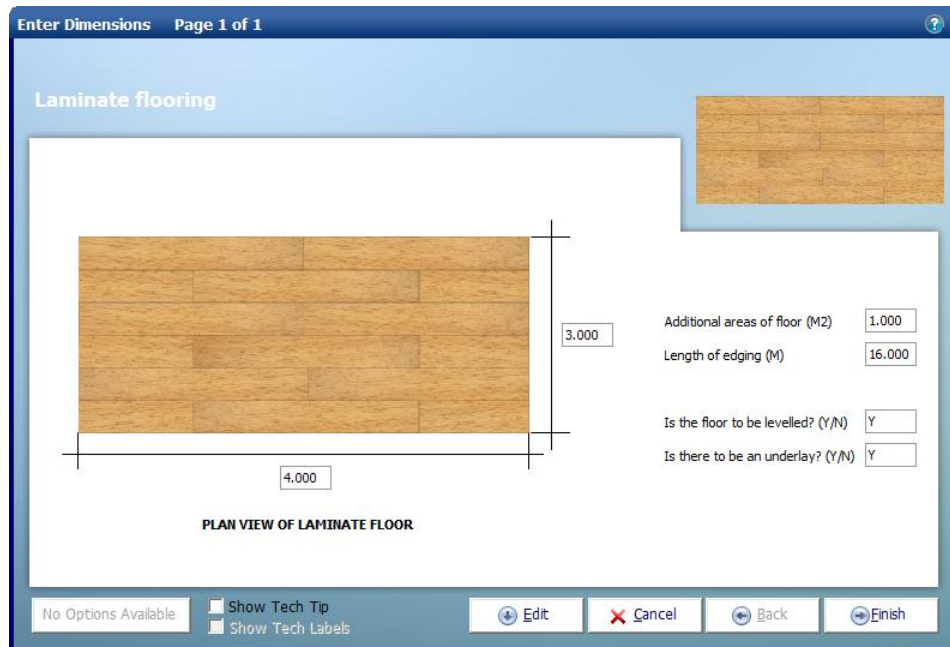 Enter Dimensions Page 1 of 1
Laminate flooring
3.000
4.000
PLAN VIEW OF LAMINATE FLOOR
Additional areas of floor (M2) 1.000
Length of edging (M) 16.000
Is the floor to be levelled? (Y/N) Y
Is there to be an underlay? (Y/N) Y
No Options Available
Show Tech Tip
Show Tech Labels
Edit
Cancel
Back
Finish